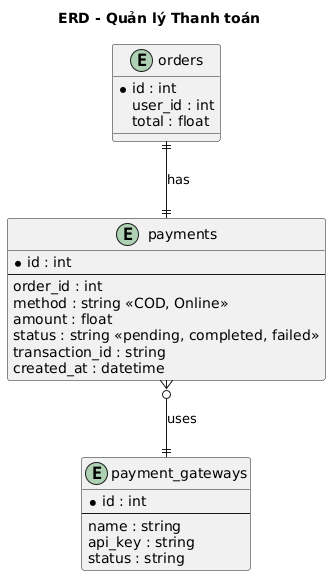 ERD - Quản lý Thanh toán
E orders
id : int
user_id : int
total : float
has
E payments
id : int
order_id : int
method : string «COD, Online»
amount : float
status : string «pending, completed, failed»
transaction_id : string
created_at : datetime
uses
E payment_gateways
id : int
name : string
api_key : string
status : string